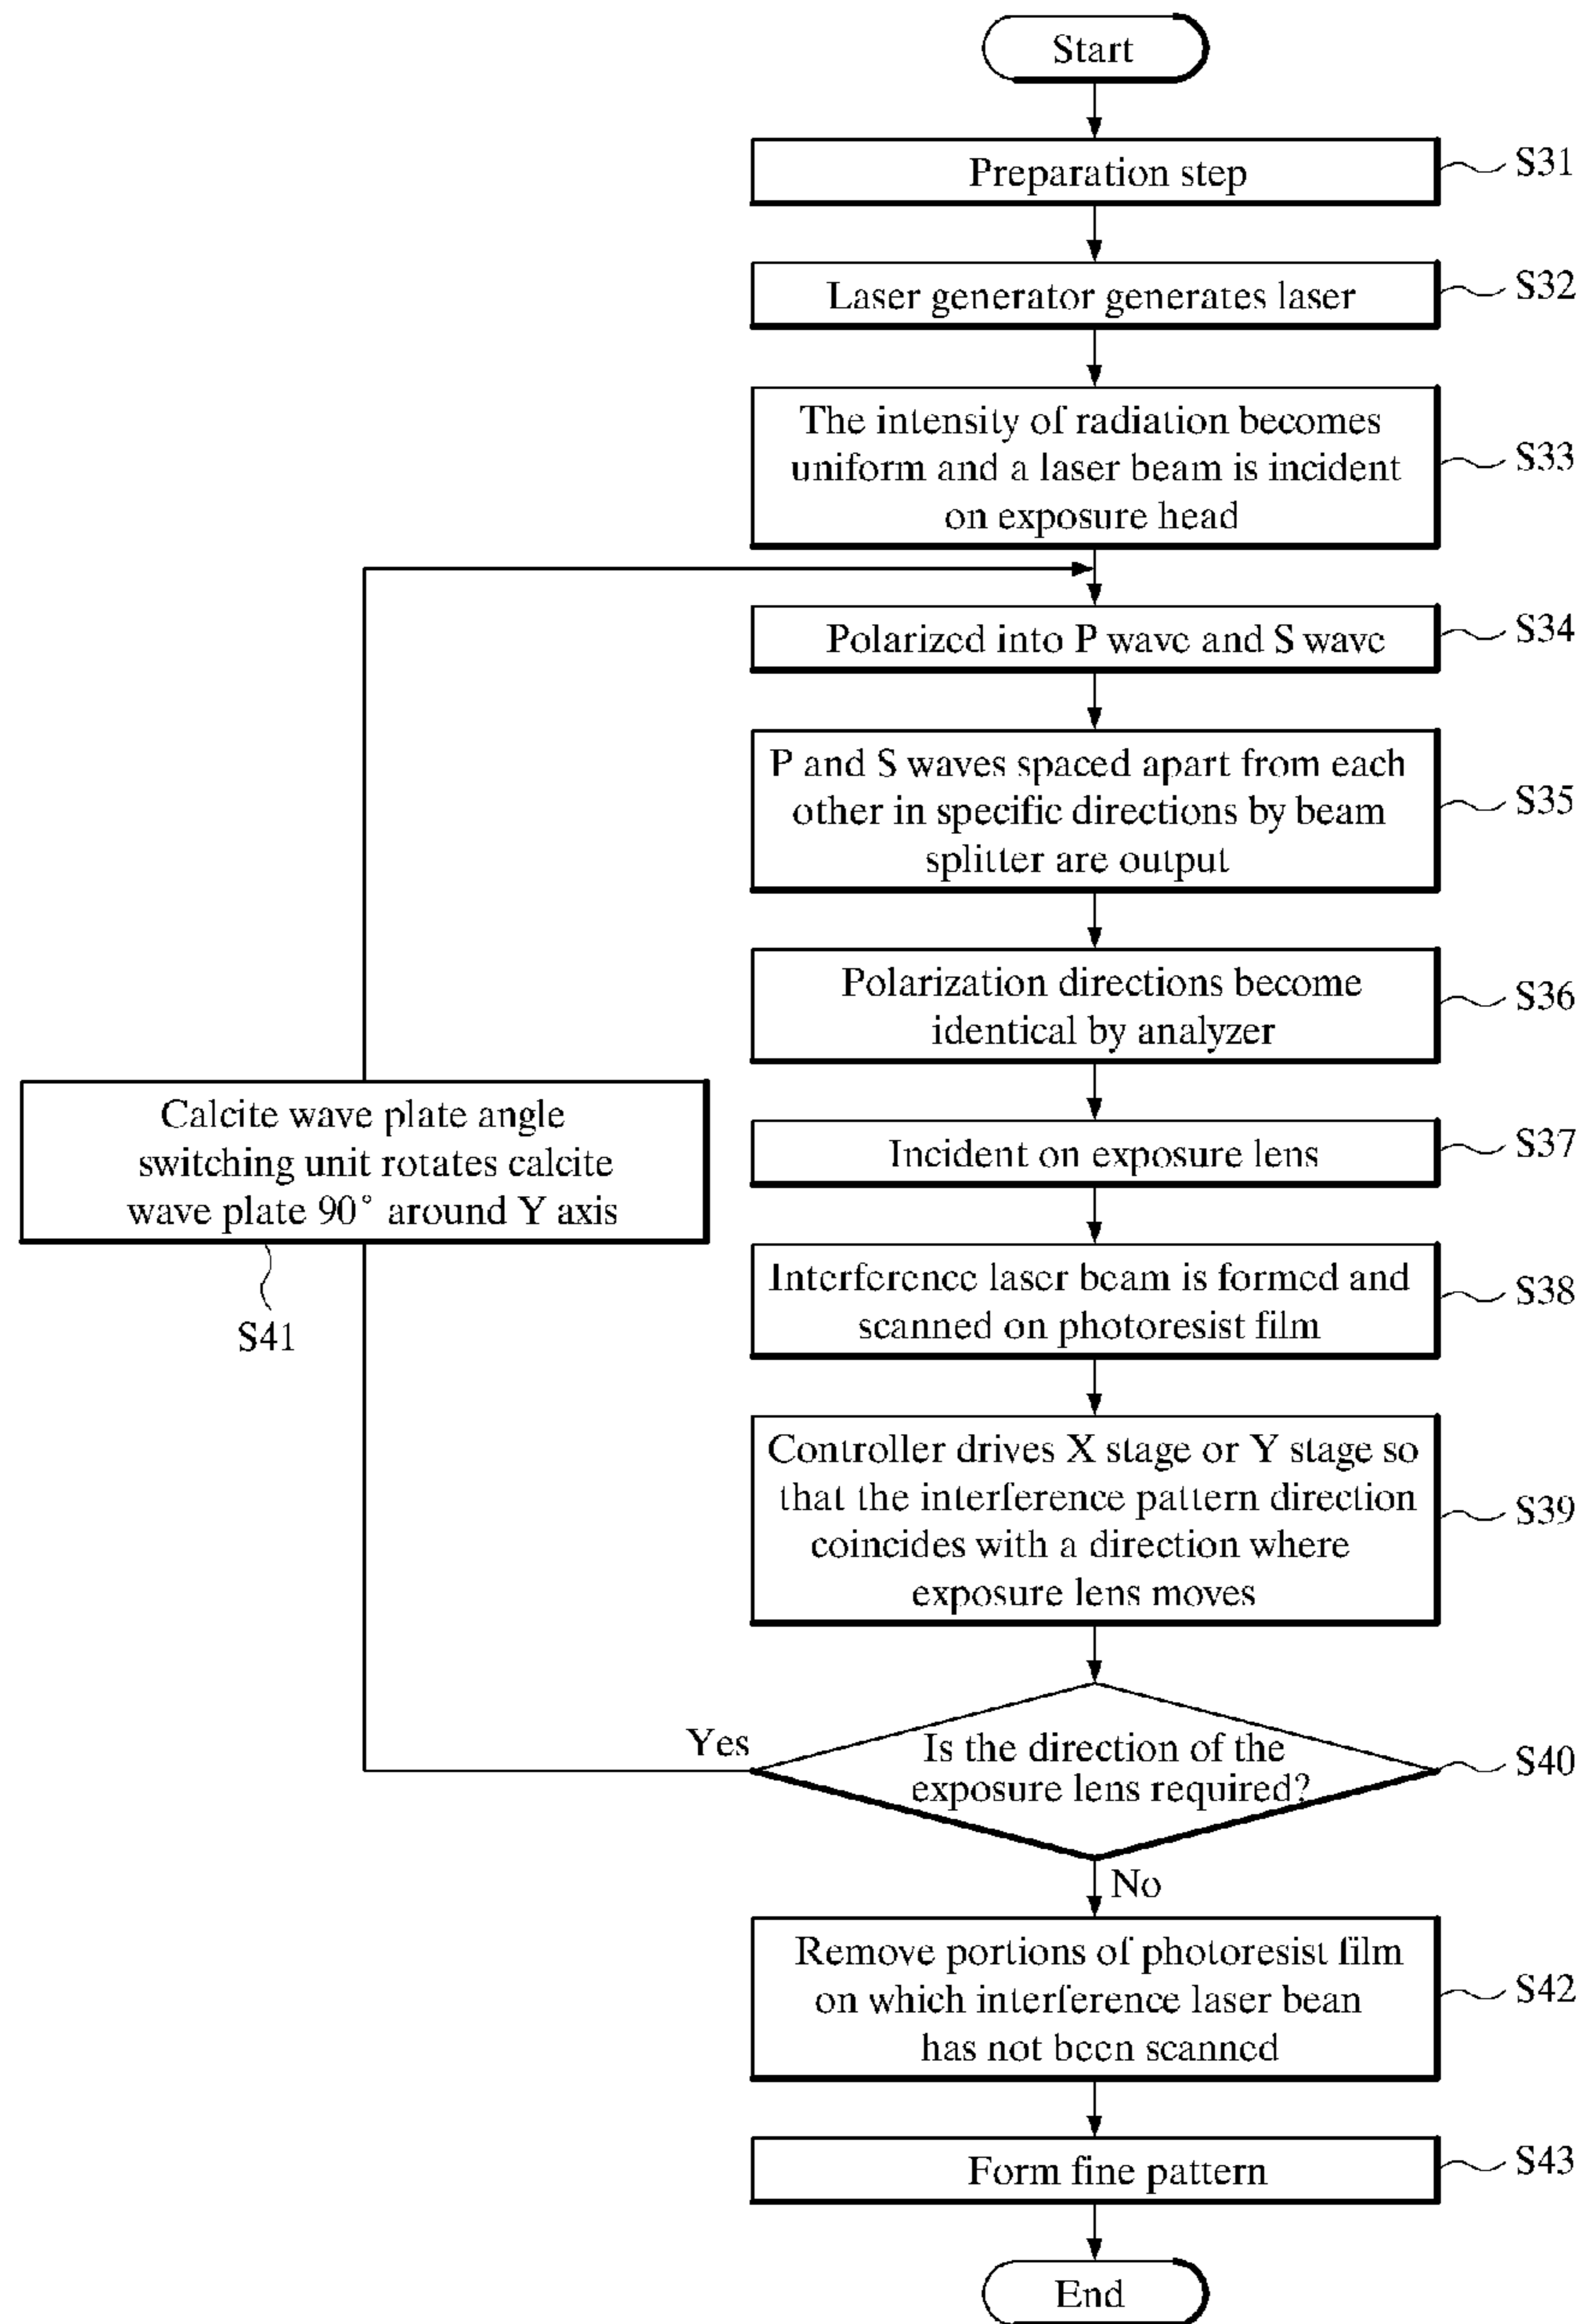 Start
Preparation step
S31
Laser generator generates laser
S32
The intensity of radiation becomes
uniform and a laser beam is incident
on exposure head
S33
Polarized into P wave and S wave
S34
P and S waves spaced apart from each
other in specific directions by beam
splitter are output
S35
Polarization directions become
identical by analyzer
S36
Calcite wave plate angle
switching unit rotates calcite
wave plate 90° around Y axis
S41
Incident on exposure lens
S37
Interference laser beam is formed and
scanned on photoresist film
S38
Controller drives X stage or Y stage so
that the interference pattern direction
coincides with a direction where
exposure lens moves
S39
Yes
Is the direction of the
exposure lens required?
S40
No
Remove portions of photoresist film
on which interference laser bean
has not been scanned
S42
Form fine pattern
S43
End